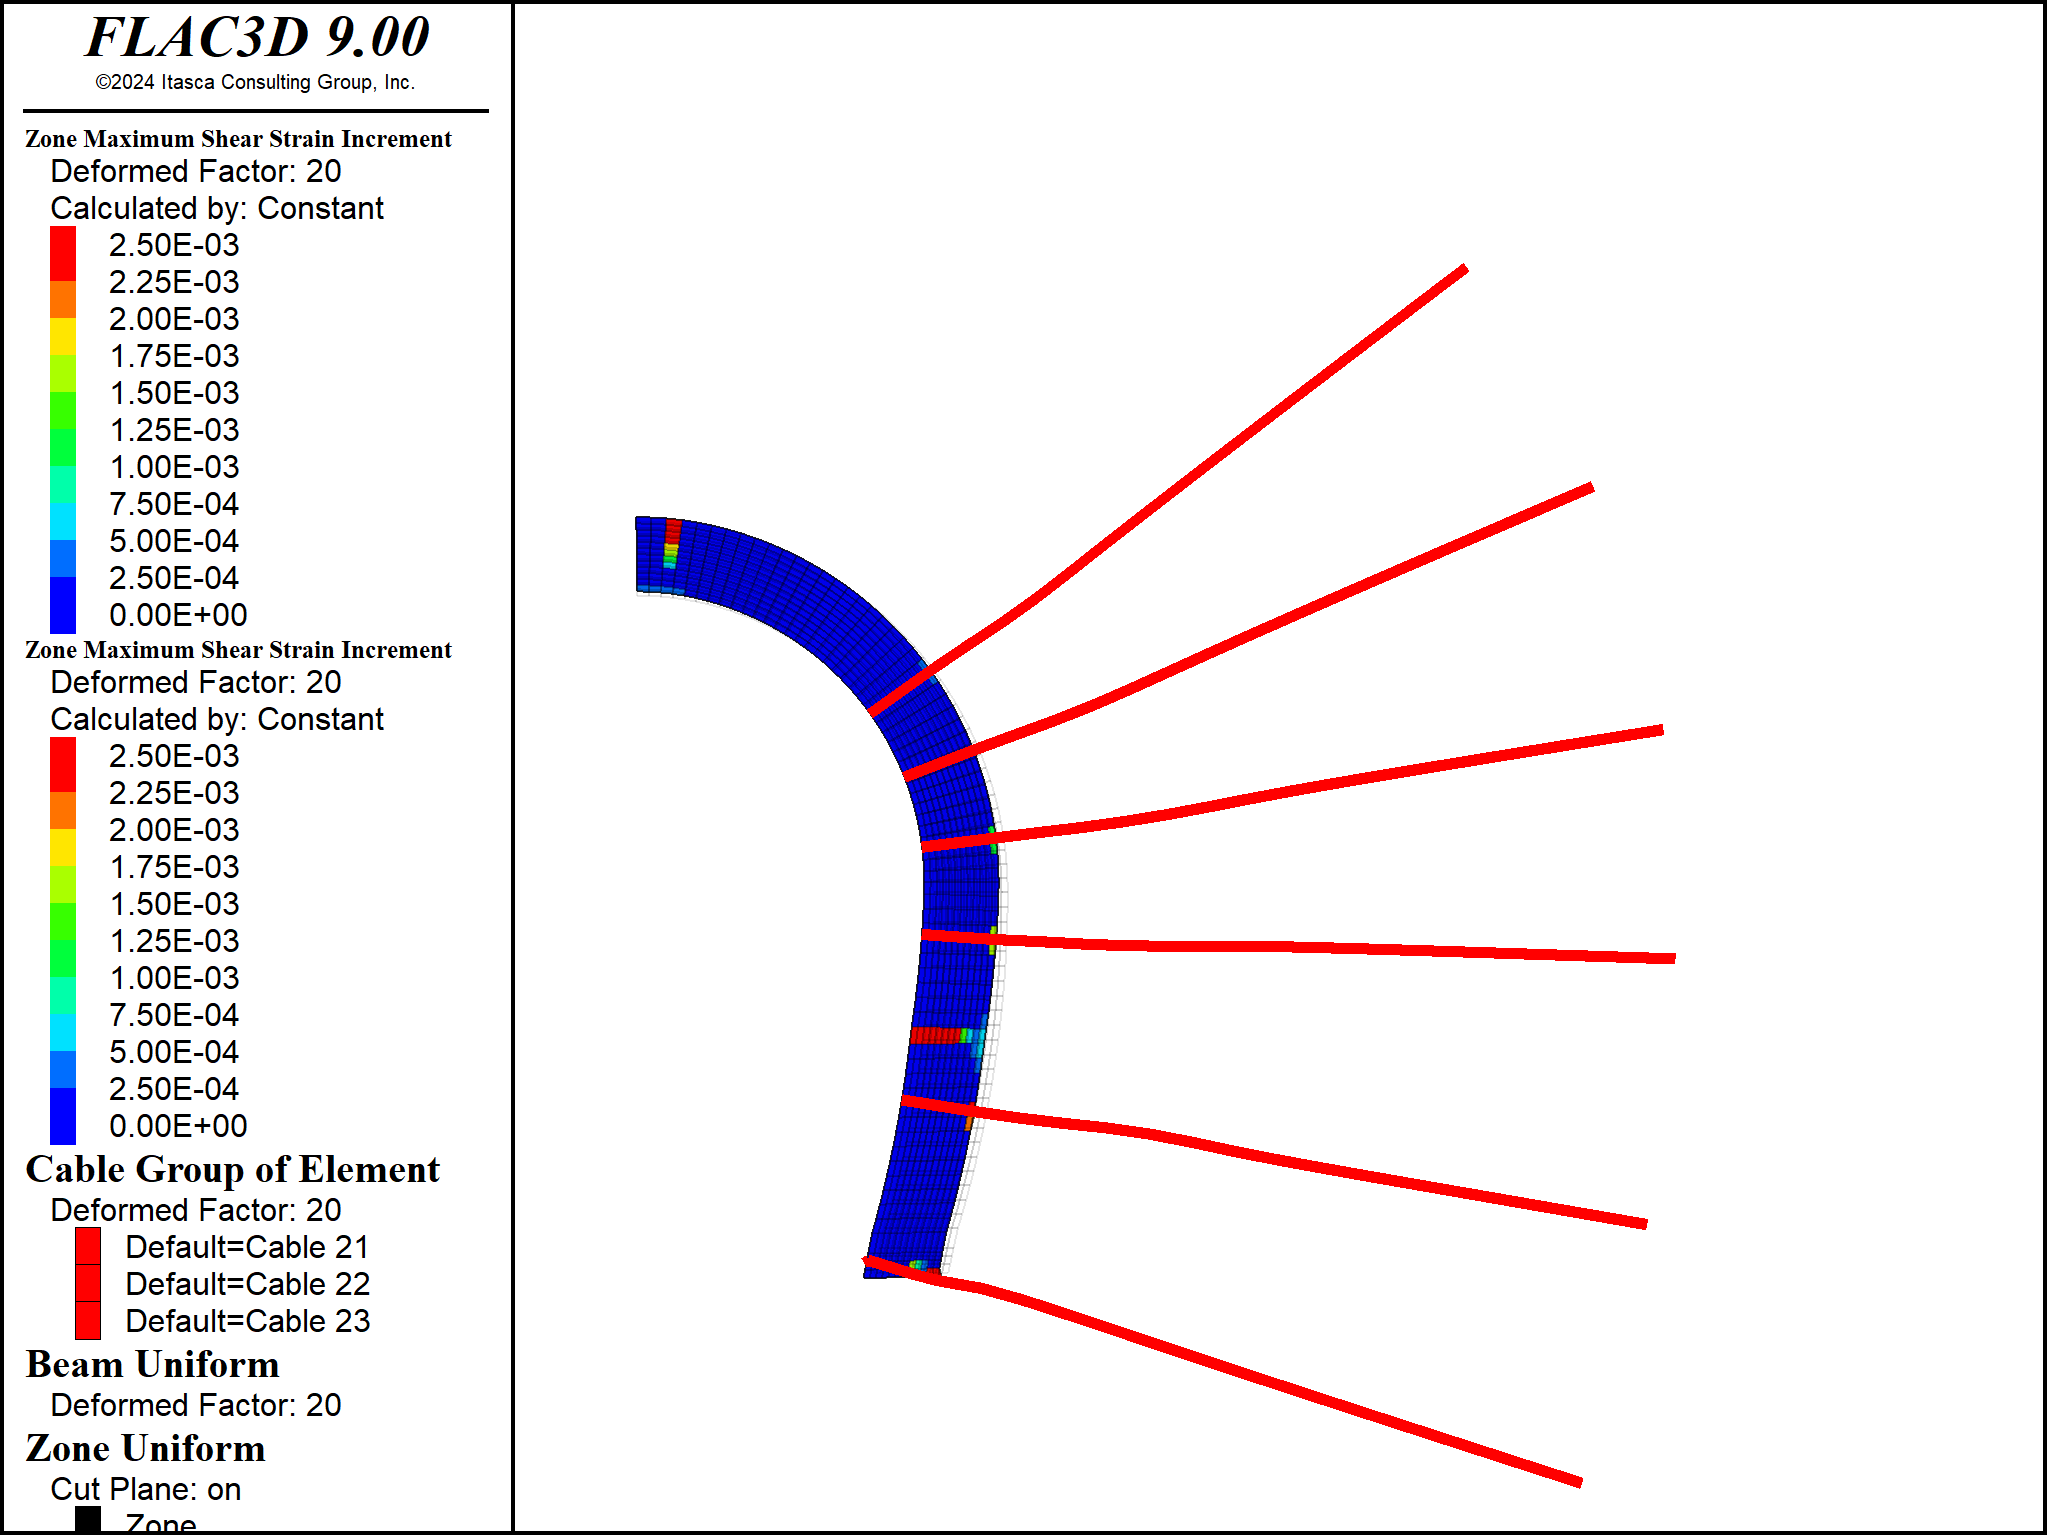 FLAC3D 9.00
©2024 Itasca Consulting Group, Inc.
Zone Maximum Shear Strain Increment
Deformed Factor: 20
Calculated by: Constant
2.50E-03
2.25E-03
2.00E-03
1.75E-03
1.50E-03
1.25E-03
1.00E-03
7.50E-04
5.00E-04
2.50E-04
0.00E+00
Zone Maximum Shear Strain Increment
Deformed Factor: 20
Calculated by: Constant
2.50E-03
2.25E-03
2.00E-03
1.75E-03
1.50E-03
1.25E-03
1.00E-03
7.50E-04
5.00E-04
2.50E-04
0.00E+00
Cable Group of Element
Deformed Factor: 20
Default=Cable 21
Default=Cable 22
Default=Cable 23
Beam Uniform
Deformed Factor: 20
Zone Uniform
Cut Plane: on
Zone